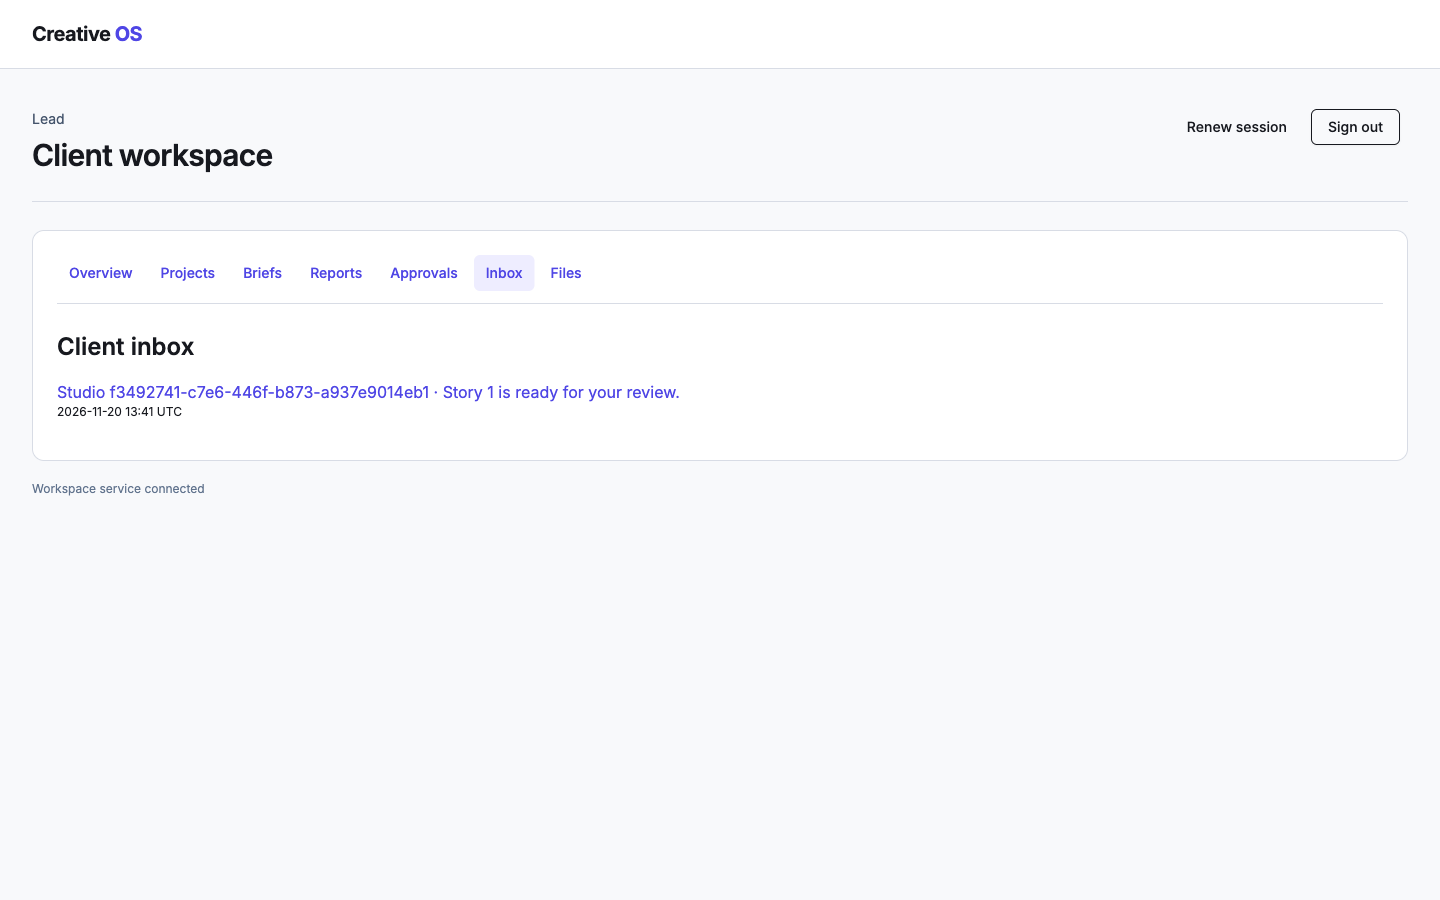 Creative OS
Lead
Client workspace
Renew session
Sign out
Overview
Projects
Briefs
Reports
Approvals
Inbox
Files
Client inbox
Studio f3492741-c7e6-446f-b873-a937e9014eb1 · Story 1 is ready for your review.
2026-11-20 13:41 UTC
Workspace service connected